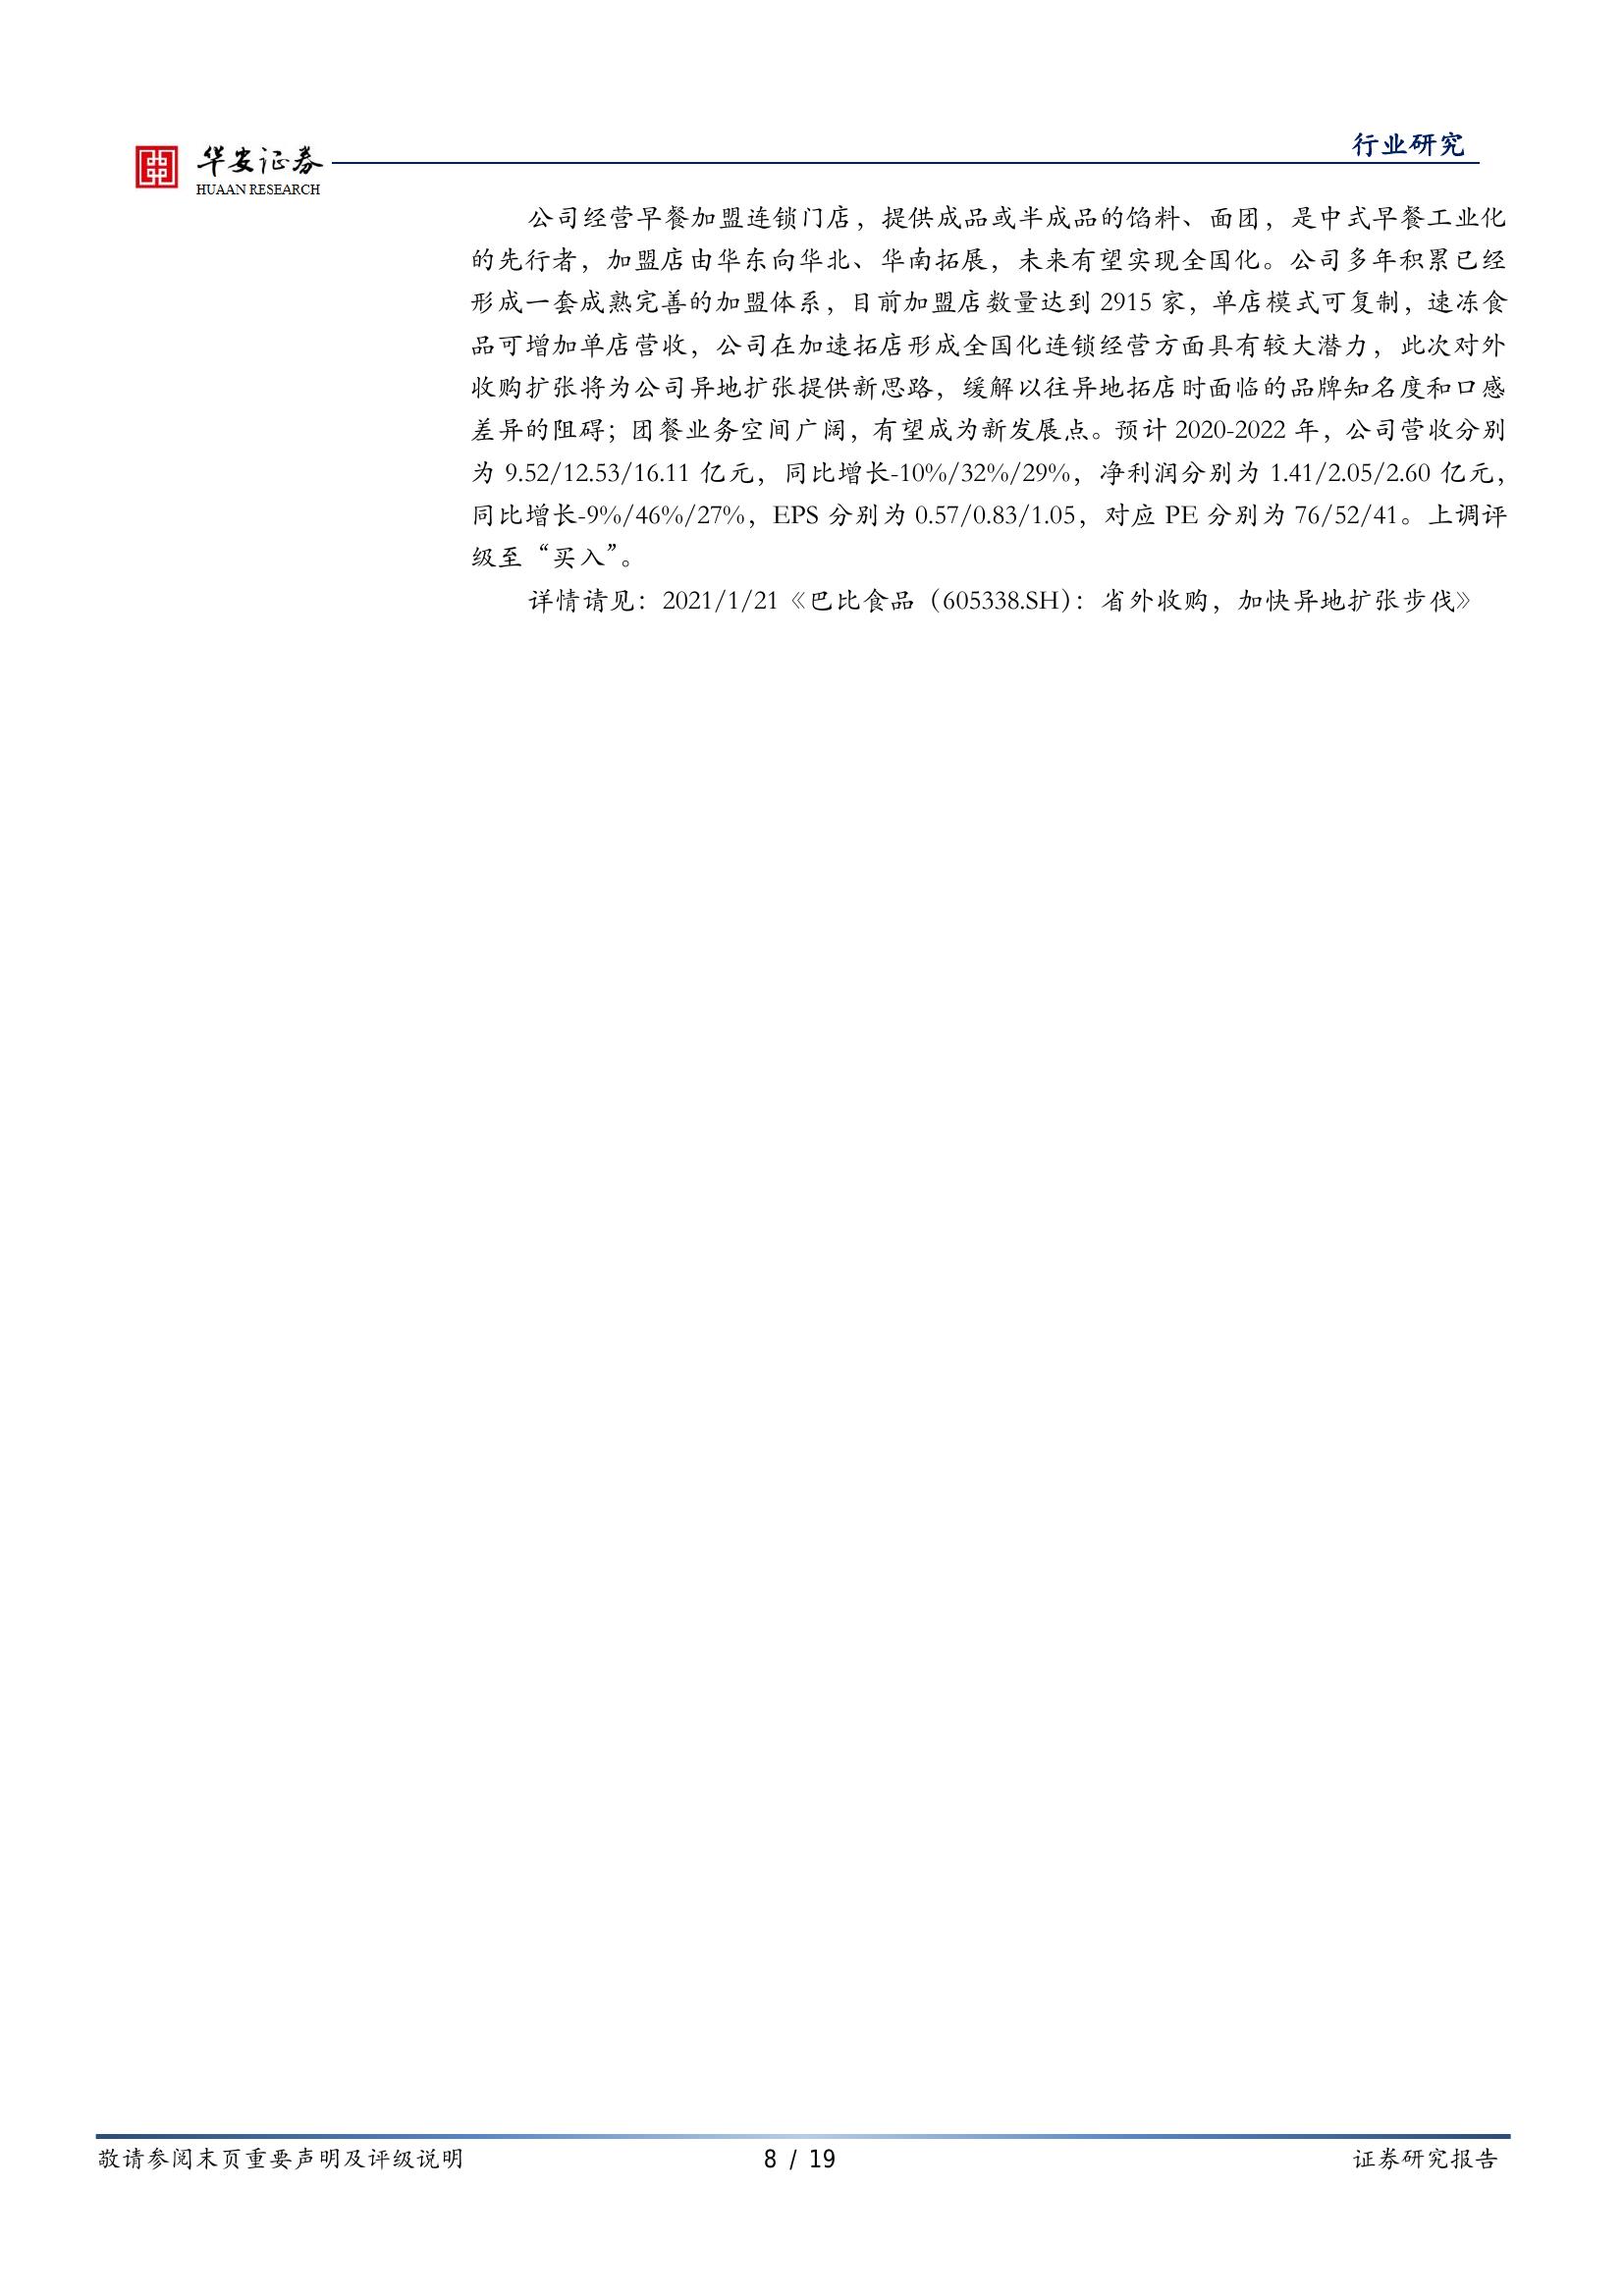 行业研究
华安证券
HUAAN RESEARCH
公司经营早餐加盟连锁门店，提供成品或半成品的馅料、面团，是中式早餐工业化
的先行者，加盟店由华东向华北、华南拓展，未来有望实现全国化。公司多年积累已经
形成一套成熟完善的加盟体系，目前加盟店数量达到 2915 家，单店模式可复制，速冻食
品可增加单店营收，公司在加速拓店形成全国化连锁经营方面具有较大潜力，此次对外
收购扩张将为公司异地扩张提供新思路，缓解以往异地拓店时面临的品牌知名度和口感
差异的阻碍；团餐业务空间广阔，有望成为新发展点。预计 2020-2022 年，公司营收分别
为 9.52/12.53/16.11 亿元，同比增长-10%/32%/29%，净利润分别为 1.41/2.05/2.60 亿元，
同比增长-9%/46%/27%，EPS 分别为 0.57/0.83/1.05，对应 PE 分别为 76/52/41。上调评
级至“买入”。
详情请见：2021/1/21《巴比食品（605338.SH）：省外收购，加快异地扩张步伐》
敬请参阅末页重要声明及评级说明
8 / 19
证券研究报告